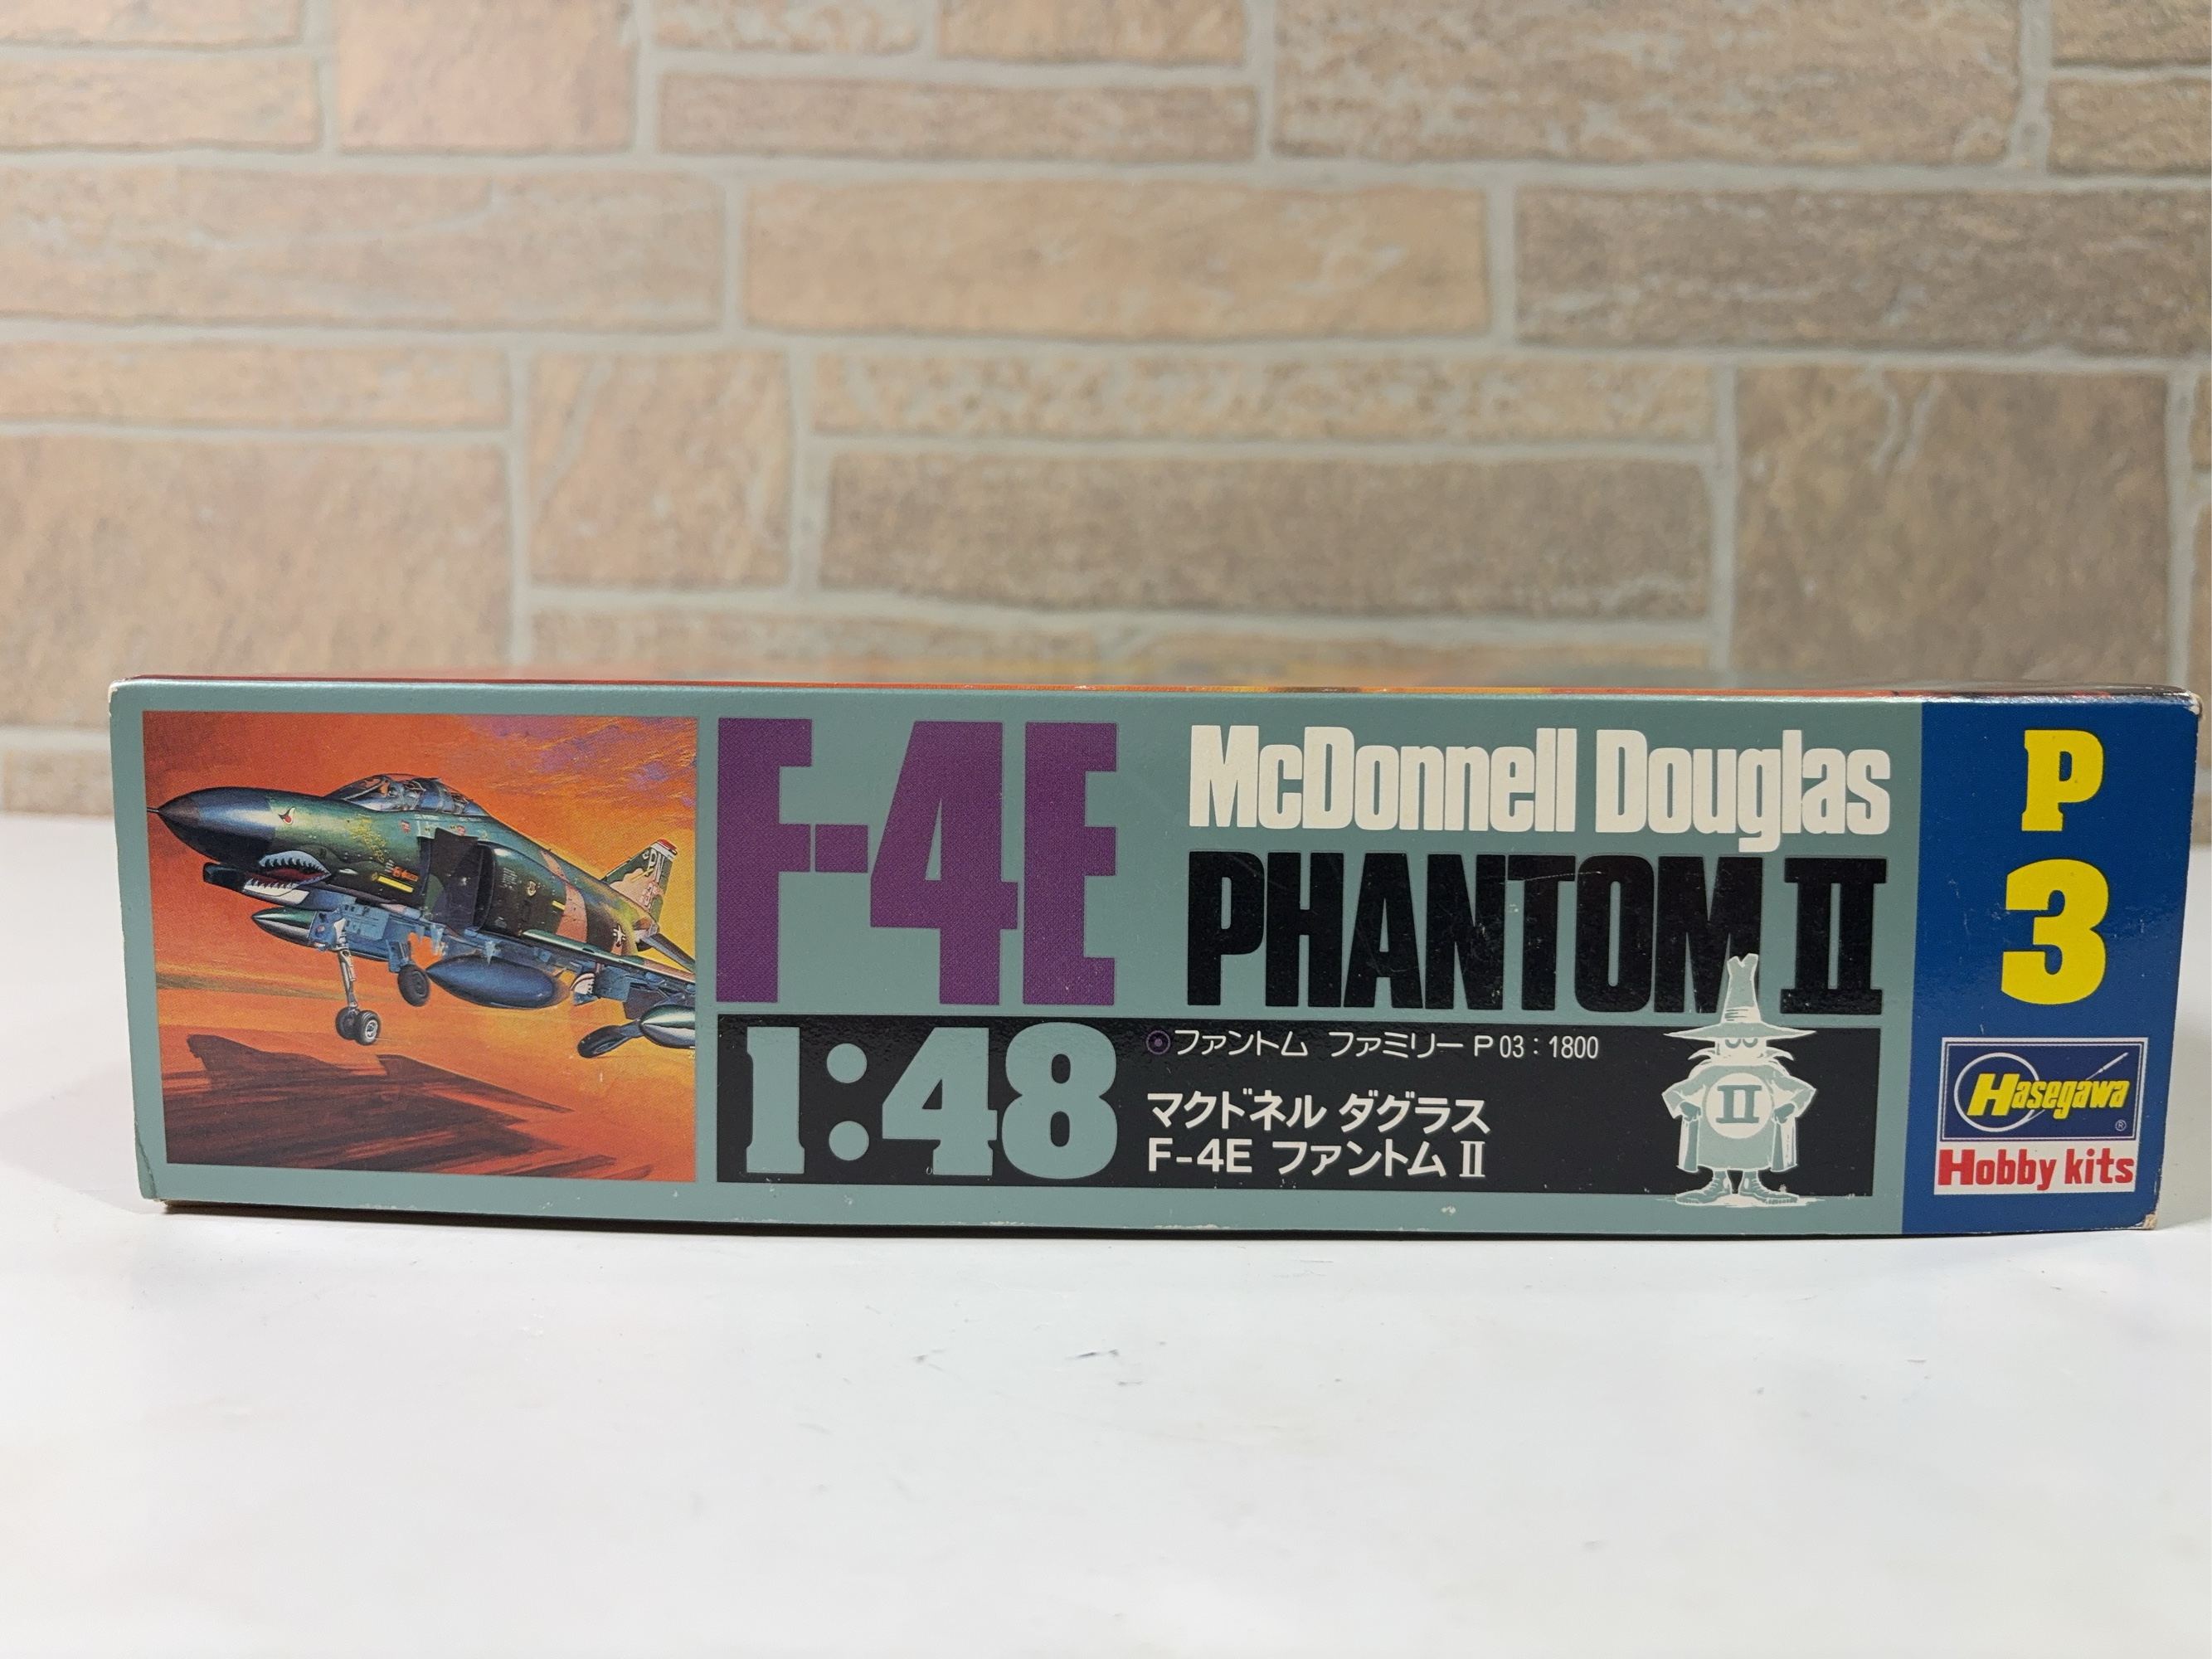 F-4E
McDonnell Douglas
PHANTOM II
1:48
ファントム ファミリー P 03 : 1800
マクドネル ダグラス
F-4E ファントム II
II
P
3
Hasegawa ®
Hobby kits